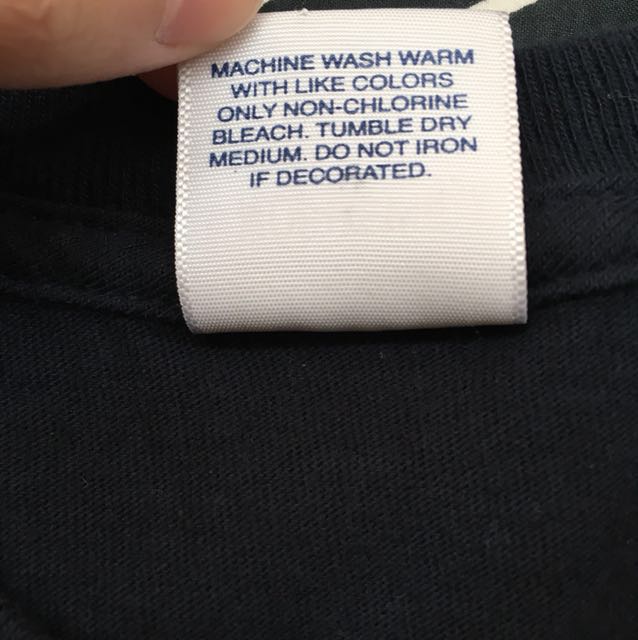 MACHINE WASH WARM
WITH LIKE COLORS
ONLY NON-CHLORINE
BLEACH. TUMBLE DRY
MEDIUM. DO NOT IRON
IF DECORATED.